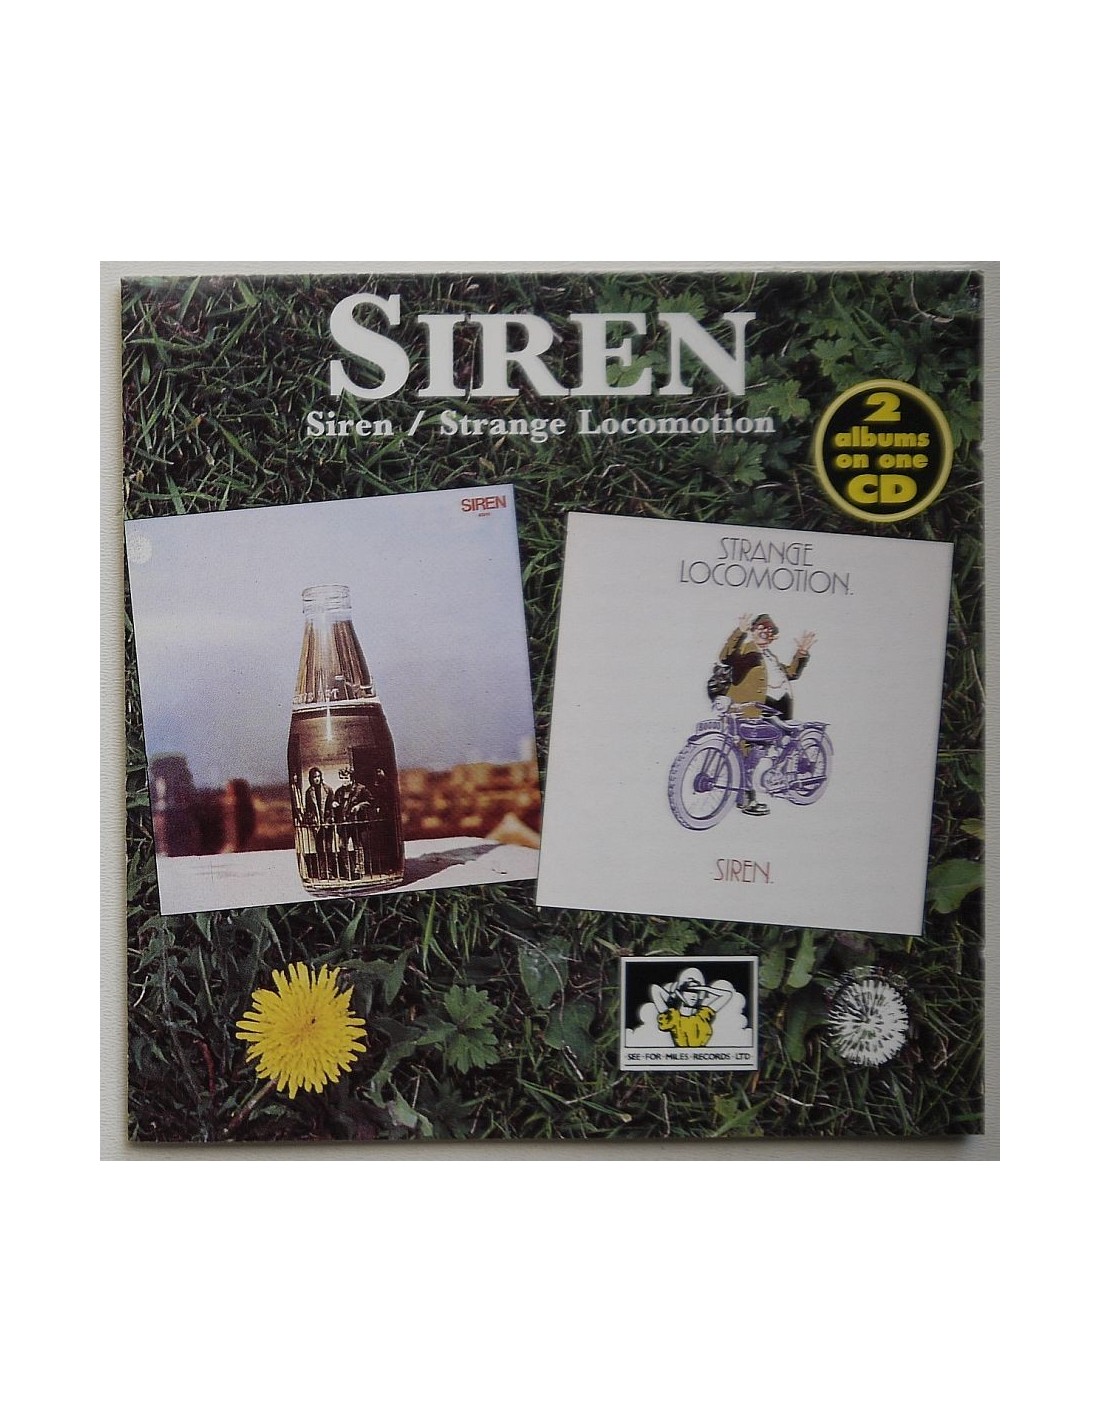 SIREN
Siren / Strange Locomotion
2
albums
on one
CD
SIREN
STRANGE
LOCOMOTION.
SIREN.
·SEE·FOR·MILES·RECORDS·LTD·